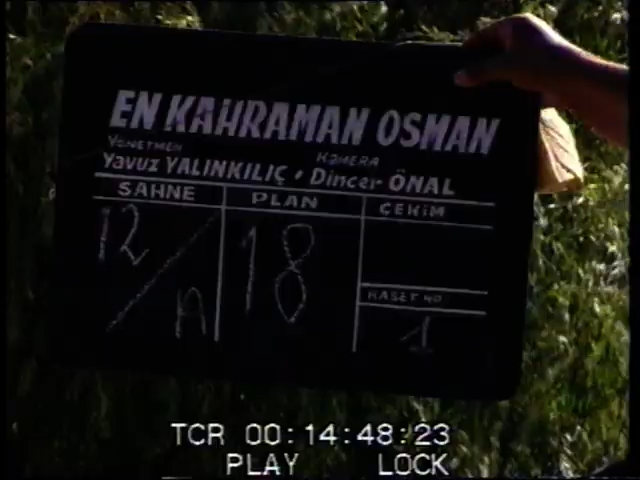 EN KAHRAMAN OSMAN
YÖNETMEN KAMERA
Yavuz YALINKILIÇ • Dincer ÖNAL
SAHNE PLAN ÇEKİM
12/A 18
KASET NO
1
TCR 00:14:48:23
PLAY LOCK